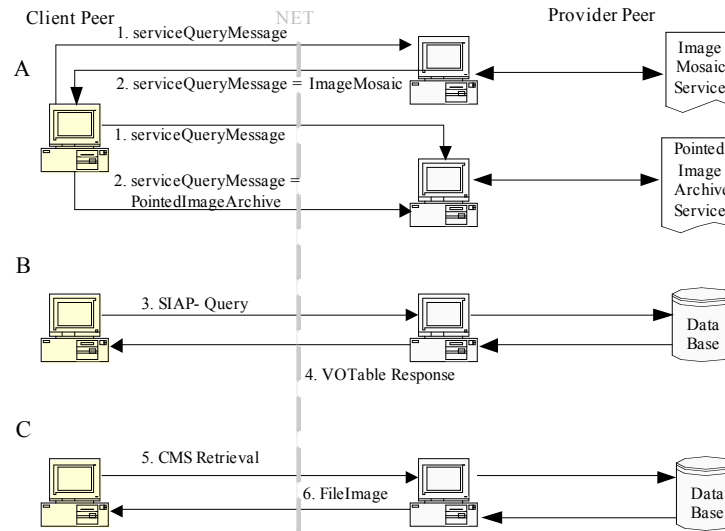 Client Peer
NET
Provider Peer
1. serviceQueryMessage
A
2. serviceQueryMessage = ImageMosaic
Image
Mosaic
Service
1. serviceQueryMessage
2. serviceQueryMessage =
PointedImageArchive
Pointed
Image
Archive
Service
B
3. SIAP- Query
Data
Base
4. VOTable Response
C
5. CMS Retrieval
6. FileImage
Data
Base